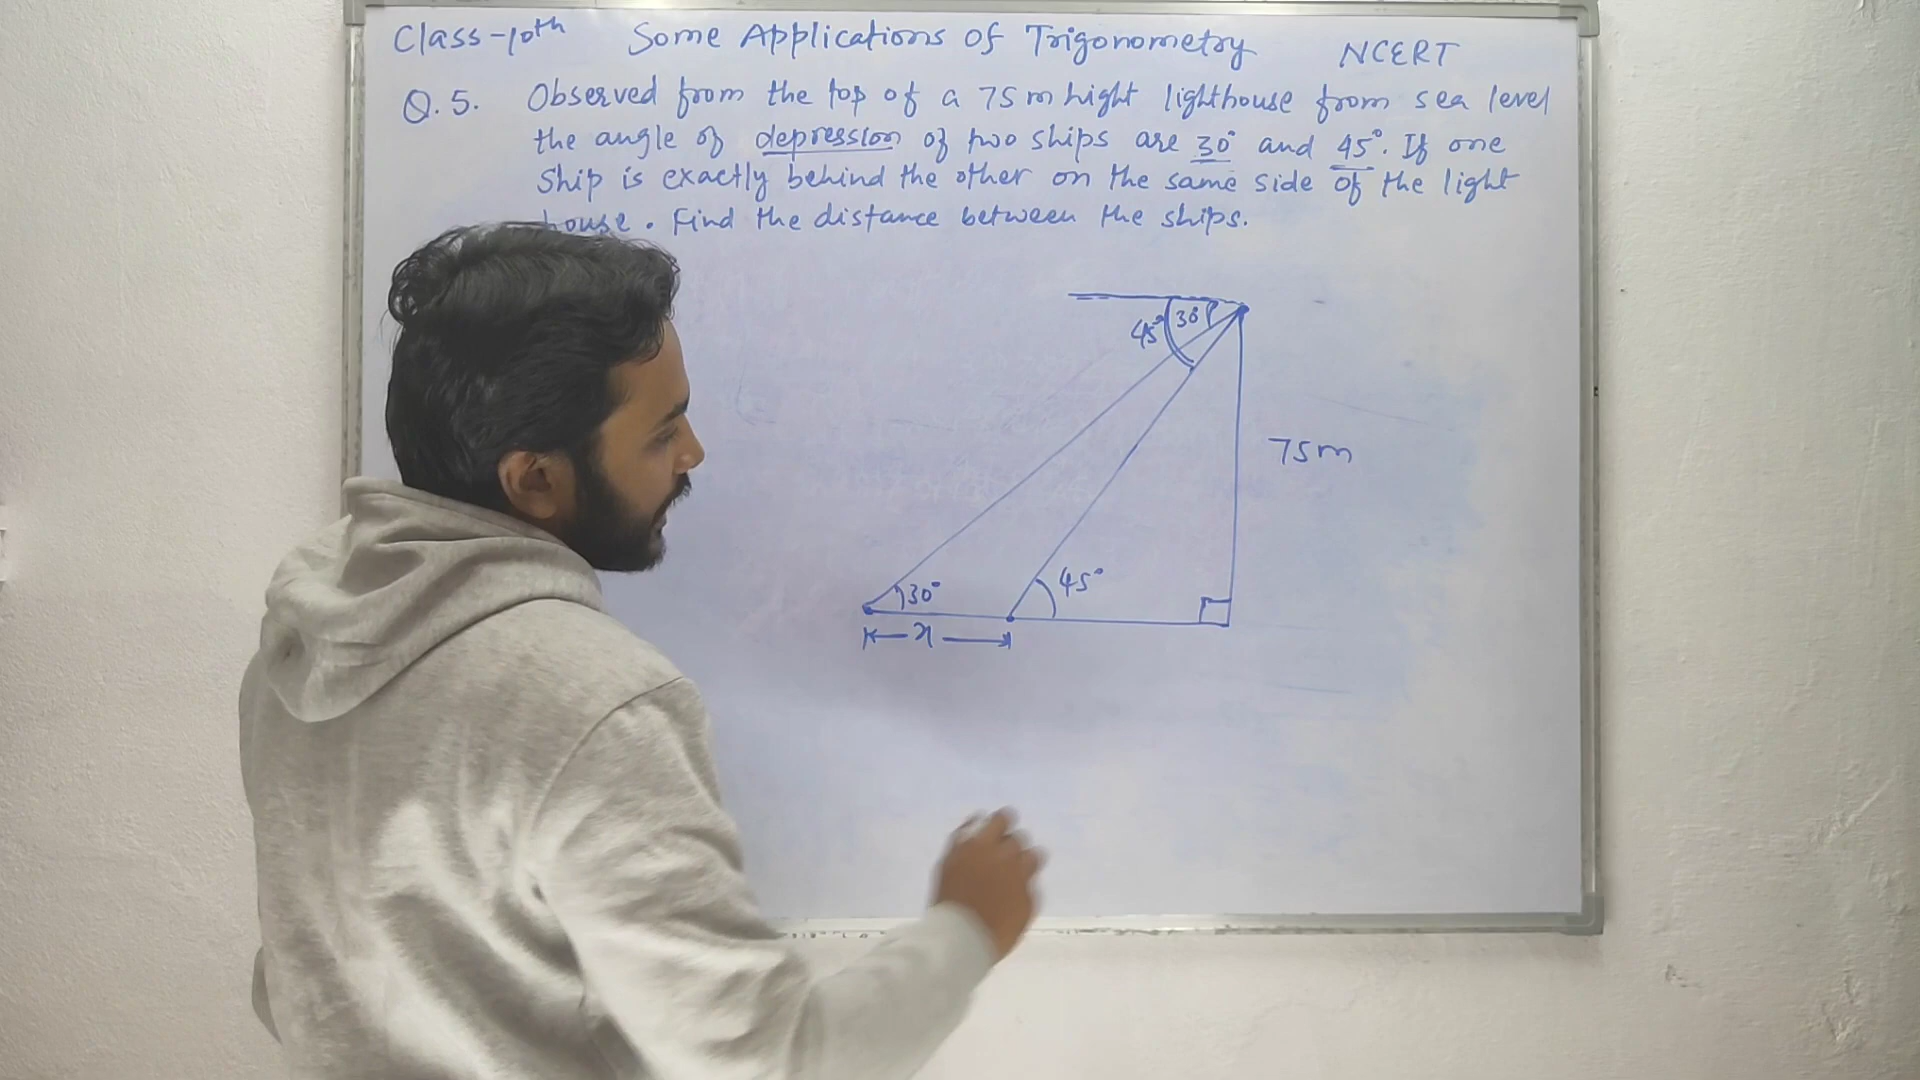 Class-10th Some Applications of Trigonometry NCERT
Q. 5. Observed from the top of a 75 m hight lighthouse from sea level
the angle of depression of two ships are 30° and 45°. If one
Ship is exactly behind the other on the same side of the light
house. Find the distance between the ships.
45° 30°
75m
30° 45°
x